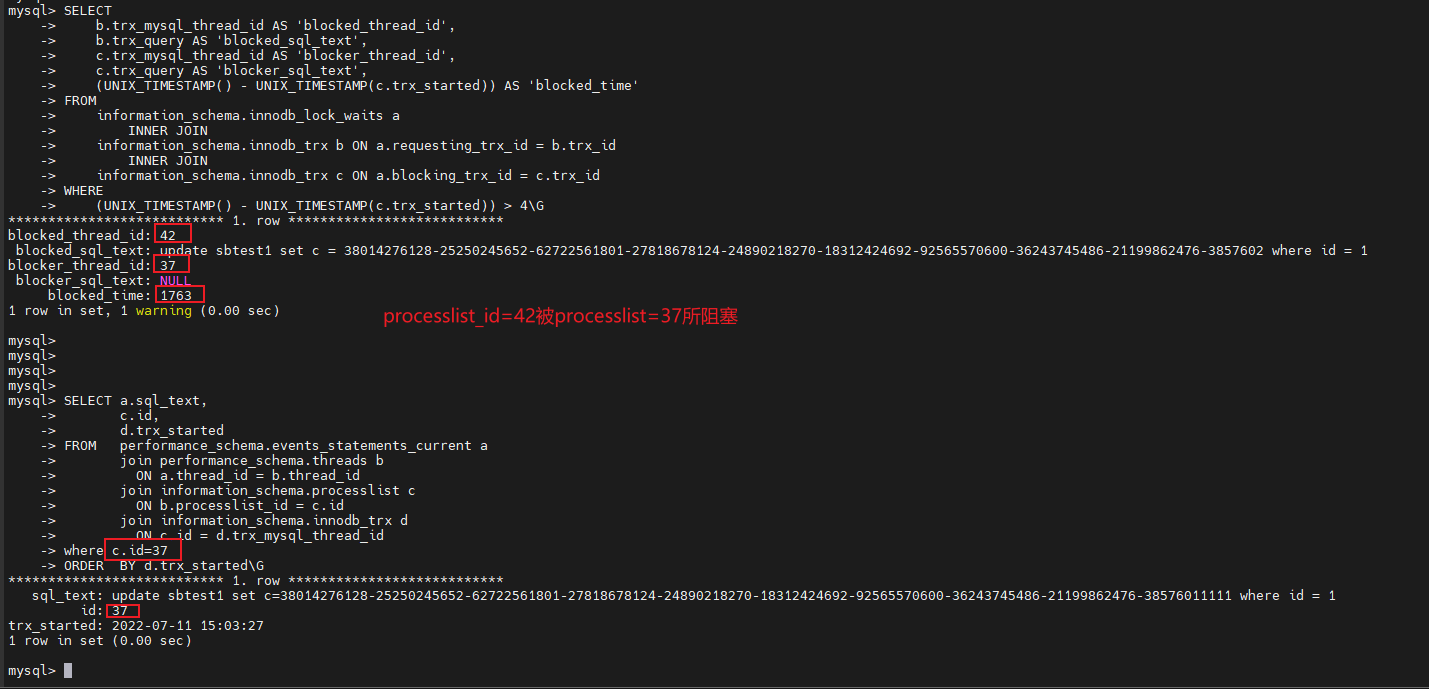 mysql> SELECT
    ->     b.trx_mysql_thread_id AS 'blocked_thread_id',
    ->     b.trx_query AS 'blocked_sql_text',
    ->     c.trx_mysql_thread_id AS 'blocker_thread_id',
    ->     c.trx_query AS 'blocker_sql_text',
    ->     (UNIX_TIMESTAMP() - UNIX_TIMESTAMP(c.trx_started)) AS 'blocked_time'
    -> FROM
    ->     information_schema.innodb_lock_waits a
    ->         INNER JOIN
    ->     information_schema.innodb_trx b ON a.requesting_trx_id = b.trx_id
    ->         INNER JOIN
    ->     information_schema.innodb_trx c ON a.blocking_trx_id = c.trx_id
    -> WHERE
    ->     (UNIX_TIMESTAMP() - UNIX_TIMESTAMP(c.trx_started)) > 4\G
*************************** 1. row ***************************
blocked_thread_id: 42
 blocked_sql_text: update sbtest1 set c = 38014276128-25250245652-62722561801-27818678124-24890218270-18312424692-92565570600-36243745486-21199862476-3857602 where id = 1
blocker_thread_id: 37
 blocker_sql_text: NULL
     blocked_time: 1763
1 row in set, 1 warning (0.00 sec)
processlist_id=42被processlist=37所阻塞
mysql>
mysql>
mysql>
mysql>
mysql> SELECT a.sql_text,
    ->        c.id,
    ->        d.trx_started
    -> FROM   performance_schema.events_statements_current a
    ->        join performance_schema.threads b
    ->          ON a.thread_id = b.thread_id
    ->        join information_schema.processlist c
    ->          ON b.processlist_id = c.id
    ->        join information_schema.innodb_trx d
    ->          ON c.id = d.trx_mysql_thread_id
    -> where c.id=37
    -> ORDER  BY d.trx_started\G
*************************** 1. row ***************************
   sql_text: update sbtest1 set c=38014276128-25250245652-62722561801-27818678124-24890218270-18312424692-92565570600-36243745486-21199862476-38576011111 where id = 1
         id: 37
trx_started: 2022-07-11 15:03:27
1 row in set (0.00 sec)
mysql>